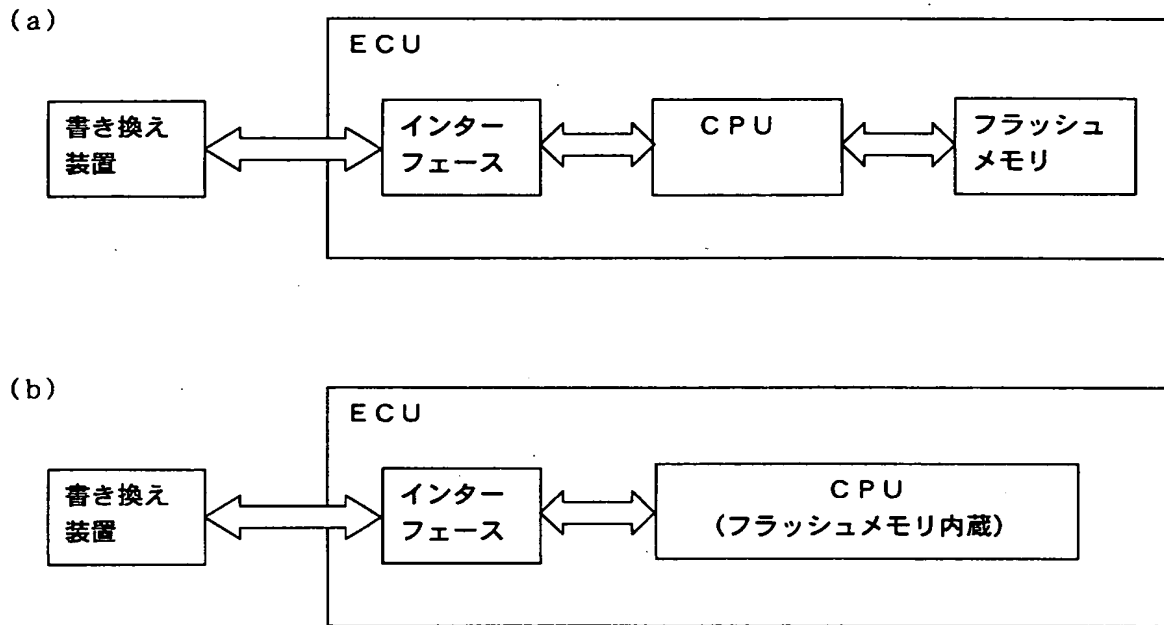 (a)
ECU
書き換え
装置
インター
フェース
CPU
フラッシュ
メモリ
(b)
ECU
書き換え
装置
インター
フェース
CPU
(フラッシュメモリ内蔵)